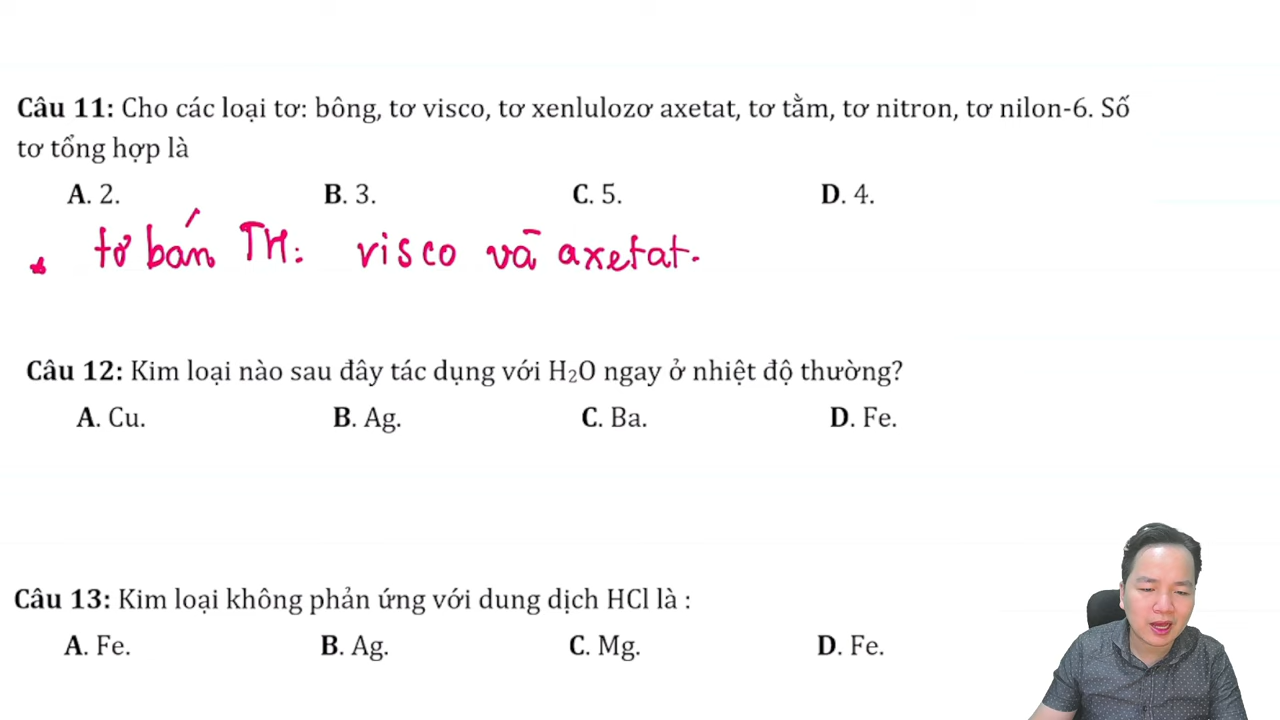 Câu 11: Cho các loại tơ: bông, tơ visco, tơ xenlulozơ axetat, tơ tằm, tơ nitron, tơ nilon-6. Số
tơ tổng hợp là
A. 2. B. 3. C. 5. D. 4.
* tơ bán TH: visco và axetat.
Câu 12: Kim loại nào sau đây tác dụng với H₂O ngay ở nhiệt độ thường?
A. Cu. B. Ag. C. Ba. D. Fe.
Câu 13: Kim loại không phản ứng với dung dịch HCl là :
A. Fe. B. Ag. C. Mg. D. Fe.